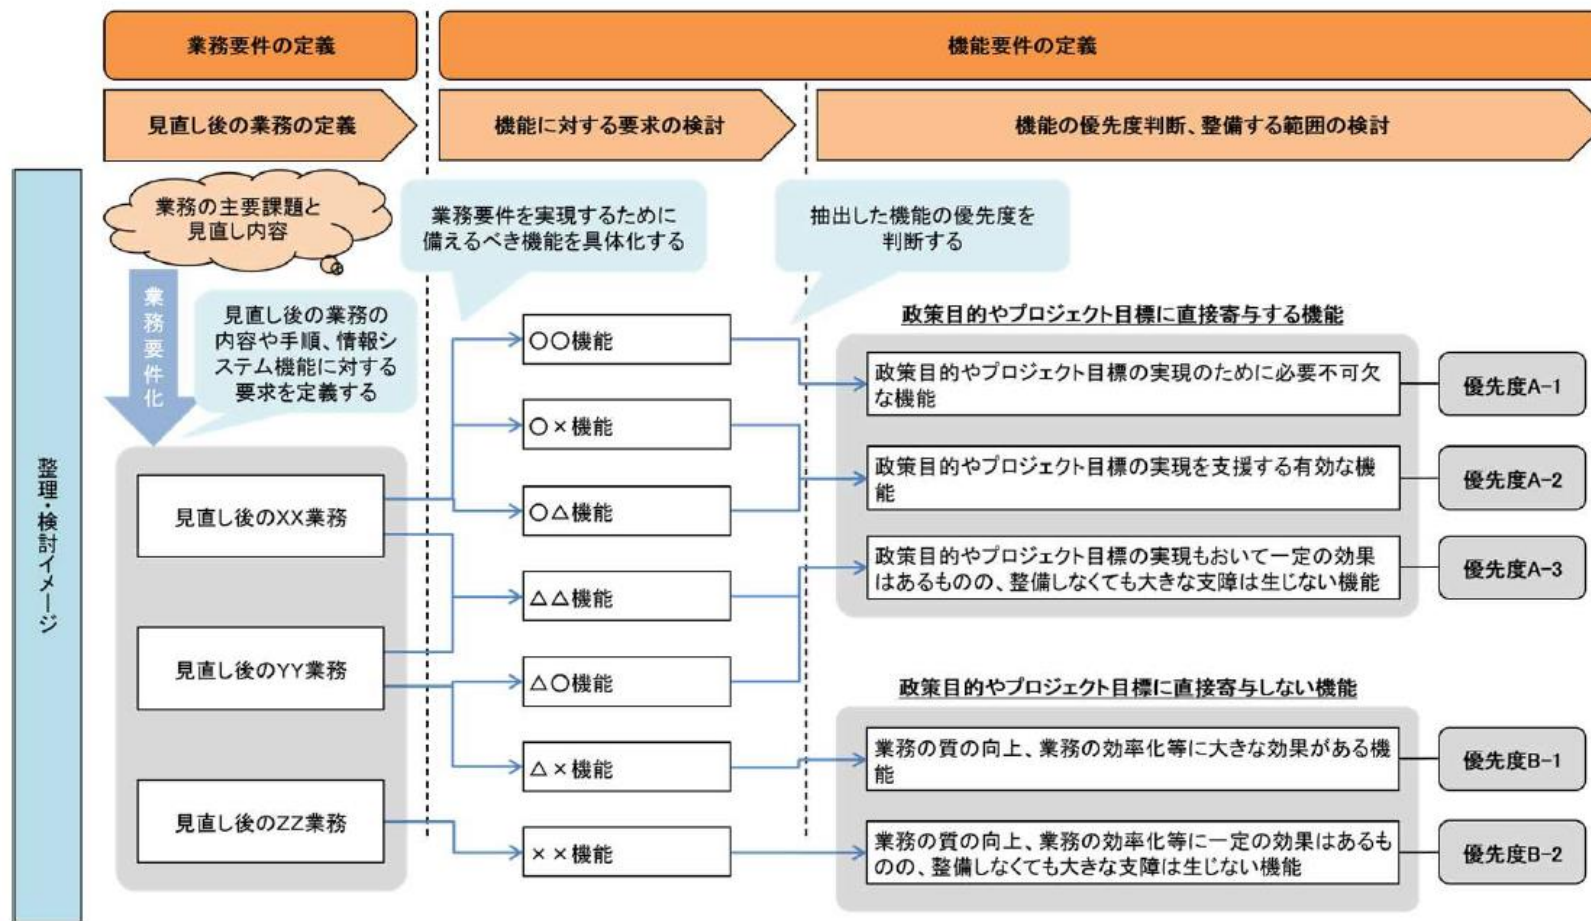 業務要件の定義
機能要件の定義
見直し後の業務の定義
機能に対する要求の検討
機能の優先度判断、整備する範囲の検討
整理・検討イメージ
業務の主要課題と
見直し内容
業務要件化
見直し後の業務の
内容や手順、情報シ
ステム機能に対する
要求を定義する
見直し後のXX業務
見直し後のYY業務
見直し後のZZ業務
業務要件を実現するために
備えるべき機能を具体化する
○○機能
○×機能
○△機能
△△機能
△○機能
△×機能
××機能
抽出した機能の優先度を
判断する
政策目的やプロジェクト目標に直接寄与する機能
政策目的やプロジェクト目標の実現のために必要不可欠
な機能
優先度A-1
政策目的やプロジェクト目標の実現を支援する有効な機
能
優先度A-2
政策目的やプロジェクト目標の実現もおいて一定の効果
はあるものの、整備しなくても大きな支障は生じない機能
優先度A-3
政策目的やプロジェクト目標に直接寄与しない機能
業務の質の向上、業務の効率化等に大きな効果がある機
能
優先度B-1
業務の質の向上、業務の効率化等に一定の効果はあるも
のの、整備しなくても大きな支障は生じない機能
優先度B-2